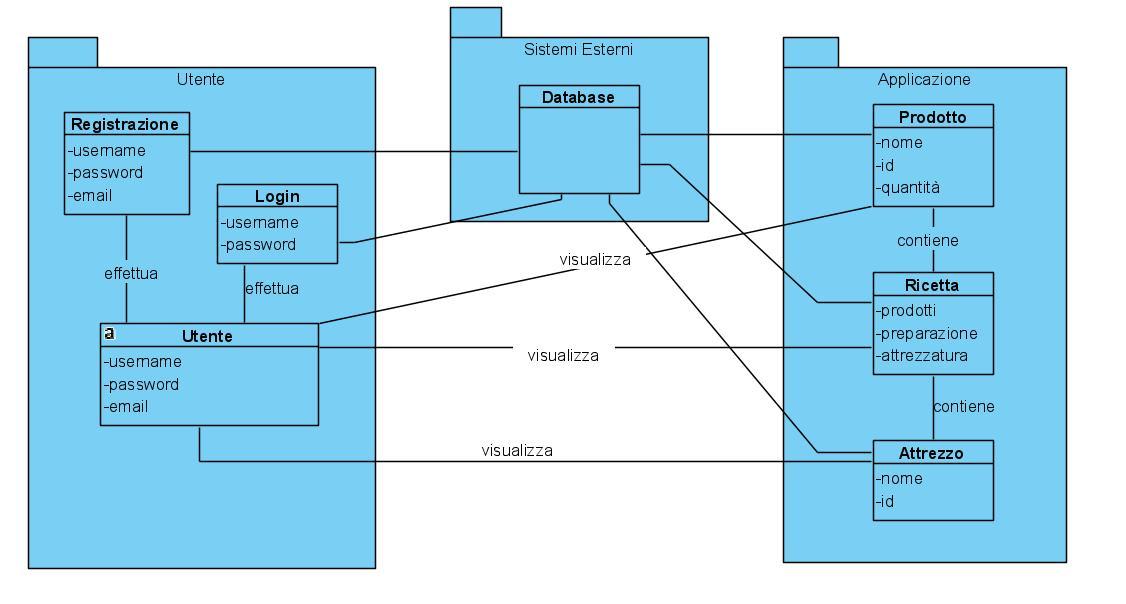 Utente
Registrazione
-username
-password
-email
Login
-username
-password
effettua
effettua
a
Utente
-username
-password
-email
Sistemi Esterni
Database
visualizza
visualizza
visualizza
Applicazione
Prodotto
-nome
-id
-quantità
contiene
Ricetta
-prodotti
-preparazione
-attrezzatura
contiene
Attrezzo
-nome
-id